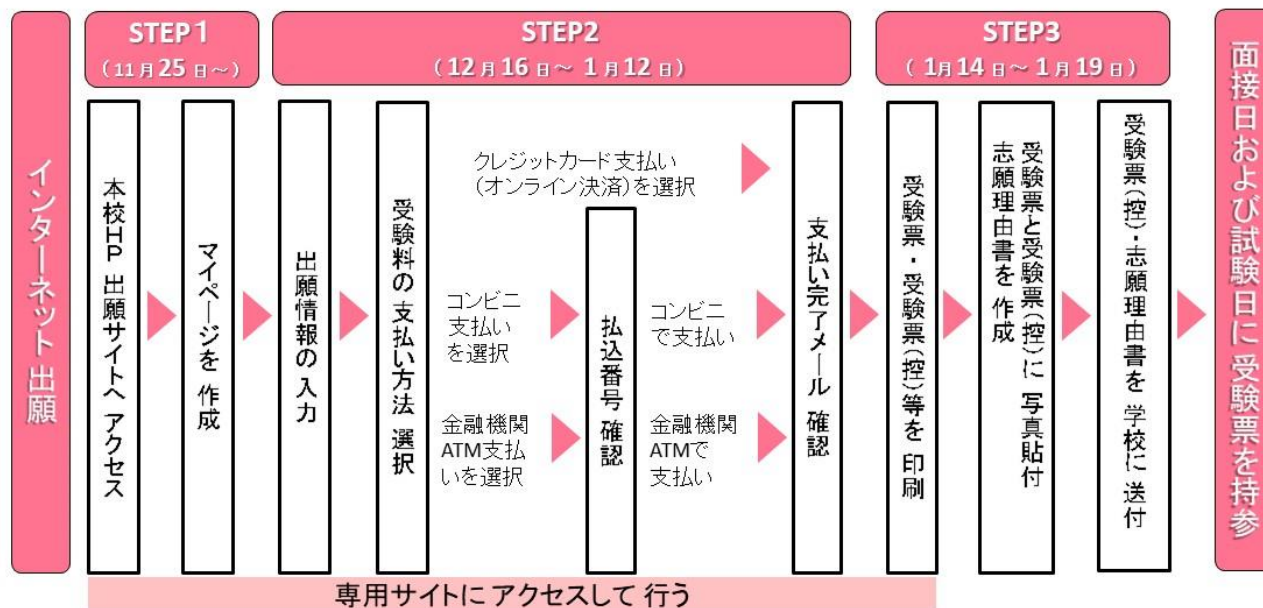 インターネット出願
STEP1
(11月25日～)
本校HP 出願サイトへ アクセス
マイページを 作成
STEP2
(12月16日～1月12日)
出願情報の 入力
受験料の 支払い方法 選択
クレジットカード支払い
(オンライン決済)を選択
コンビニ
支払い
を選択
金融機関
ATM支払
いを選択
払込番号 確認
コンビニ
で支払い
金融機関
ATMで
支払い
支払い完了メール 確認
STEP3
(1月14日～1月19日)
受験票・受験票(控)等を 印刷
受験票と受験票(控)に 写真貼付
志願理由書を 作成
受験票(控)・志願理由書を 学校に 送付
面接日および試験日に 受験票を持参
専用サイトに アクセスして 行う